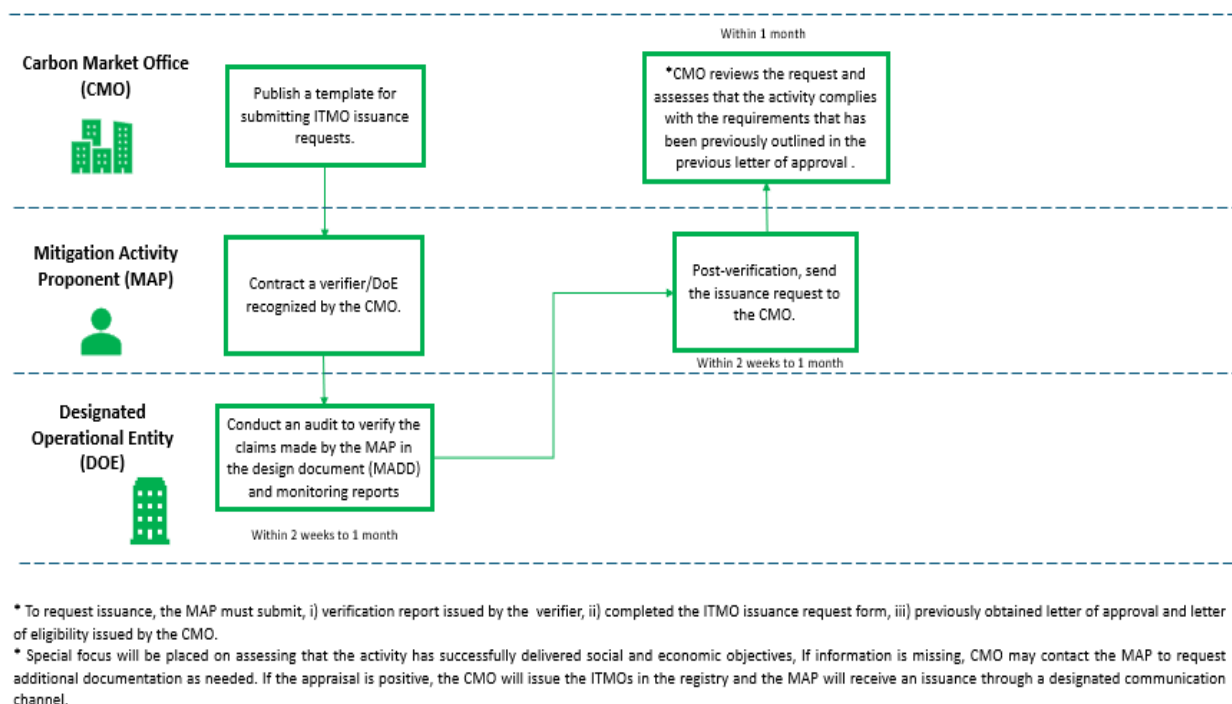 Carbon Market Office
(CMO)
Publish a template for
submitting ITMO issuance
requests.
Within 1 month
*CMO reviews the request and
assesses that the activity complies
with the requirements that has
been previously outlined in the
previous letter of approval .
Mitigation Activity
Proponent (MAP)
Contract a verifier/DoE
recognized by the CMO.
Post-verification, send
the issuance request to
the CMO.
Within 2 weeks to 1 month
Designated
Operational Entity
(DOE)
Conduct an audit to verify the
claims made by the MAP in
the design document (MADD)
and monitoring reports
Within 2 weeks to 1 month
* To request issuance, the MAP must submit, i) verification report issued by the verifier, ii) completed the ITMO issuance request form, iii) previously obtained letter of approval and letter
of eligibility issued by the CMO.
* Special focus will be placed on assessing that the activity has successfully delivered social and economic objectives, If information is missing, CMO may contact the MAP to request
additional documentation as needed. If the appraisal is positive, the CMO will issue the ITMOs in the registry and the MAP will receive an issuance through a designated communication
channel.